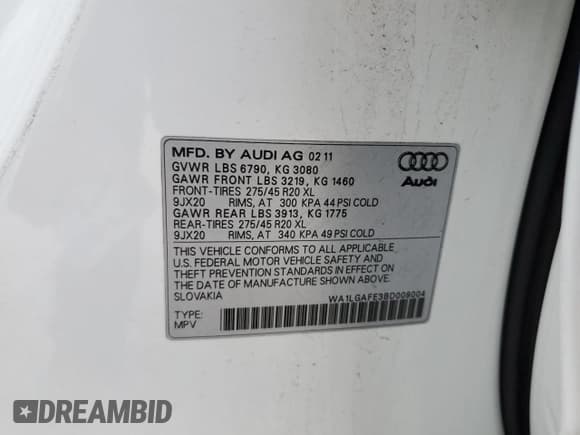 MFD. BY AUDI AG 02 11
GVWR LBS 6790, KG 3080
GAWR FRONT LBS 3219, KG 1460
FRONT-TIRES 275/45 R20 XL
9JX20 RIMS, AT 300 KPA 44 PSI COLD
GAWR REAR LBS 3913, KG 1775
REAR-TIRES 275/45 R20 XL
9JX20 RIMS, AT 340 KPA 49 PSI COLD
Audi
THIS VEHICLE CONFORMS TO ALL APPLICABLE
U.S. FEDERAL MOTOR VEHICLE SAFETY AND
THEFT PREVENTION STANDARDS IN EFFECT ON
THE DATE OF MANUFACTURE SHOWN ABOVE.
SLOVAKIA
WA1LGAFE3BD008004
TYPE:
MPV
DREAMBID